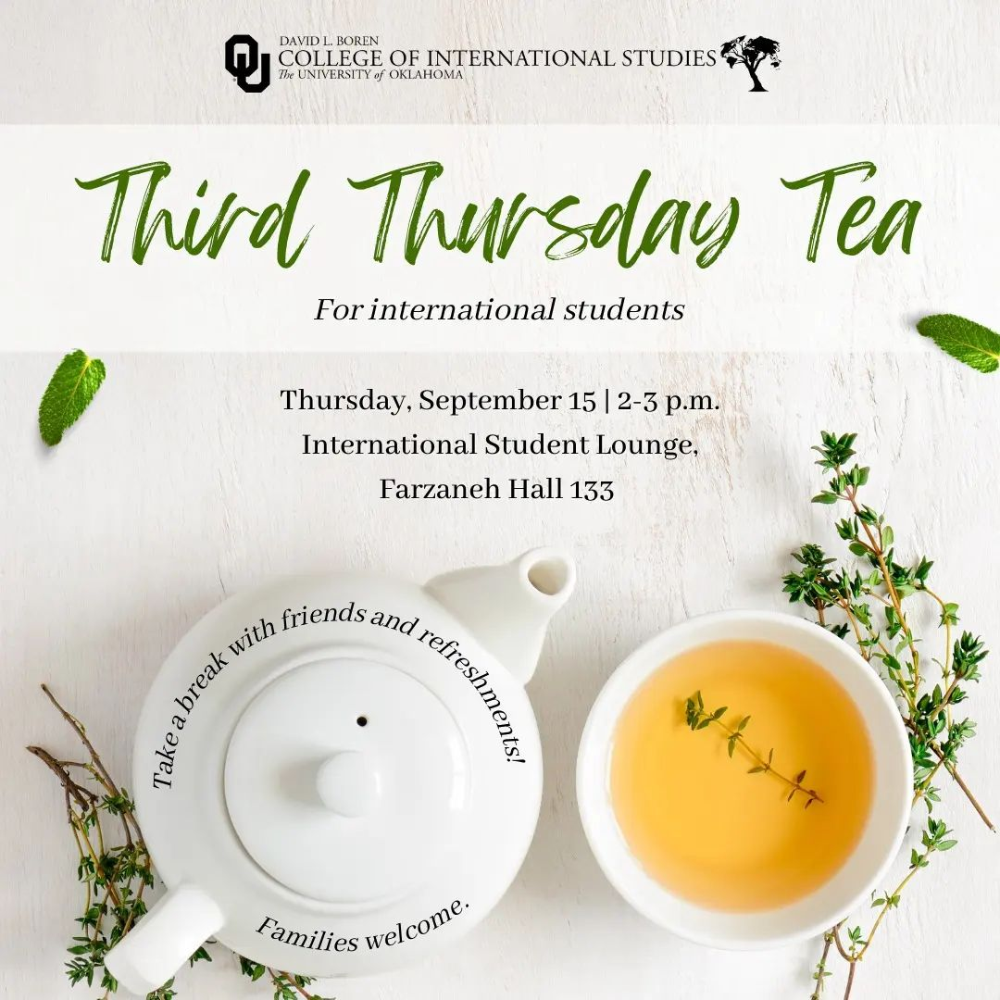 OU
DAVID L. BOREN
COLLEGE OF INTERNATIONAL STUDIES
The UNIVERSITY of OKLAHOMA
Third Thursday Tea
For international students
Thursday, September 15 | 2-3 p.m.
International Student Lounge,
Farzaneh Hall 133
Take a break with friends and refreshments!
Families welcome.